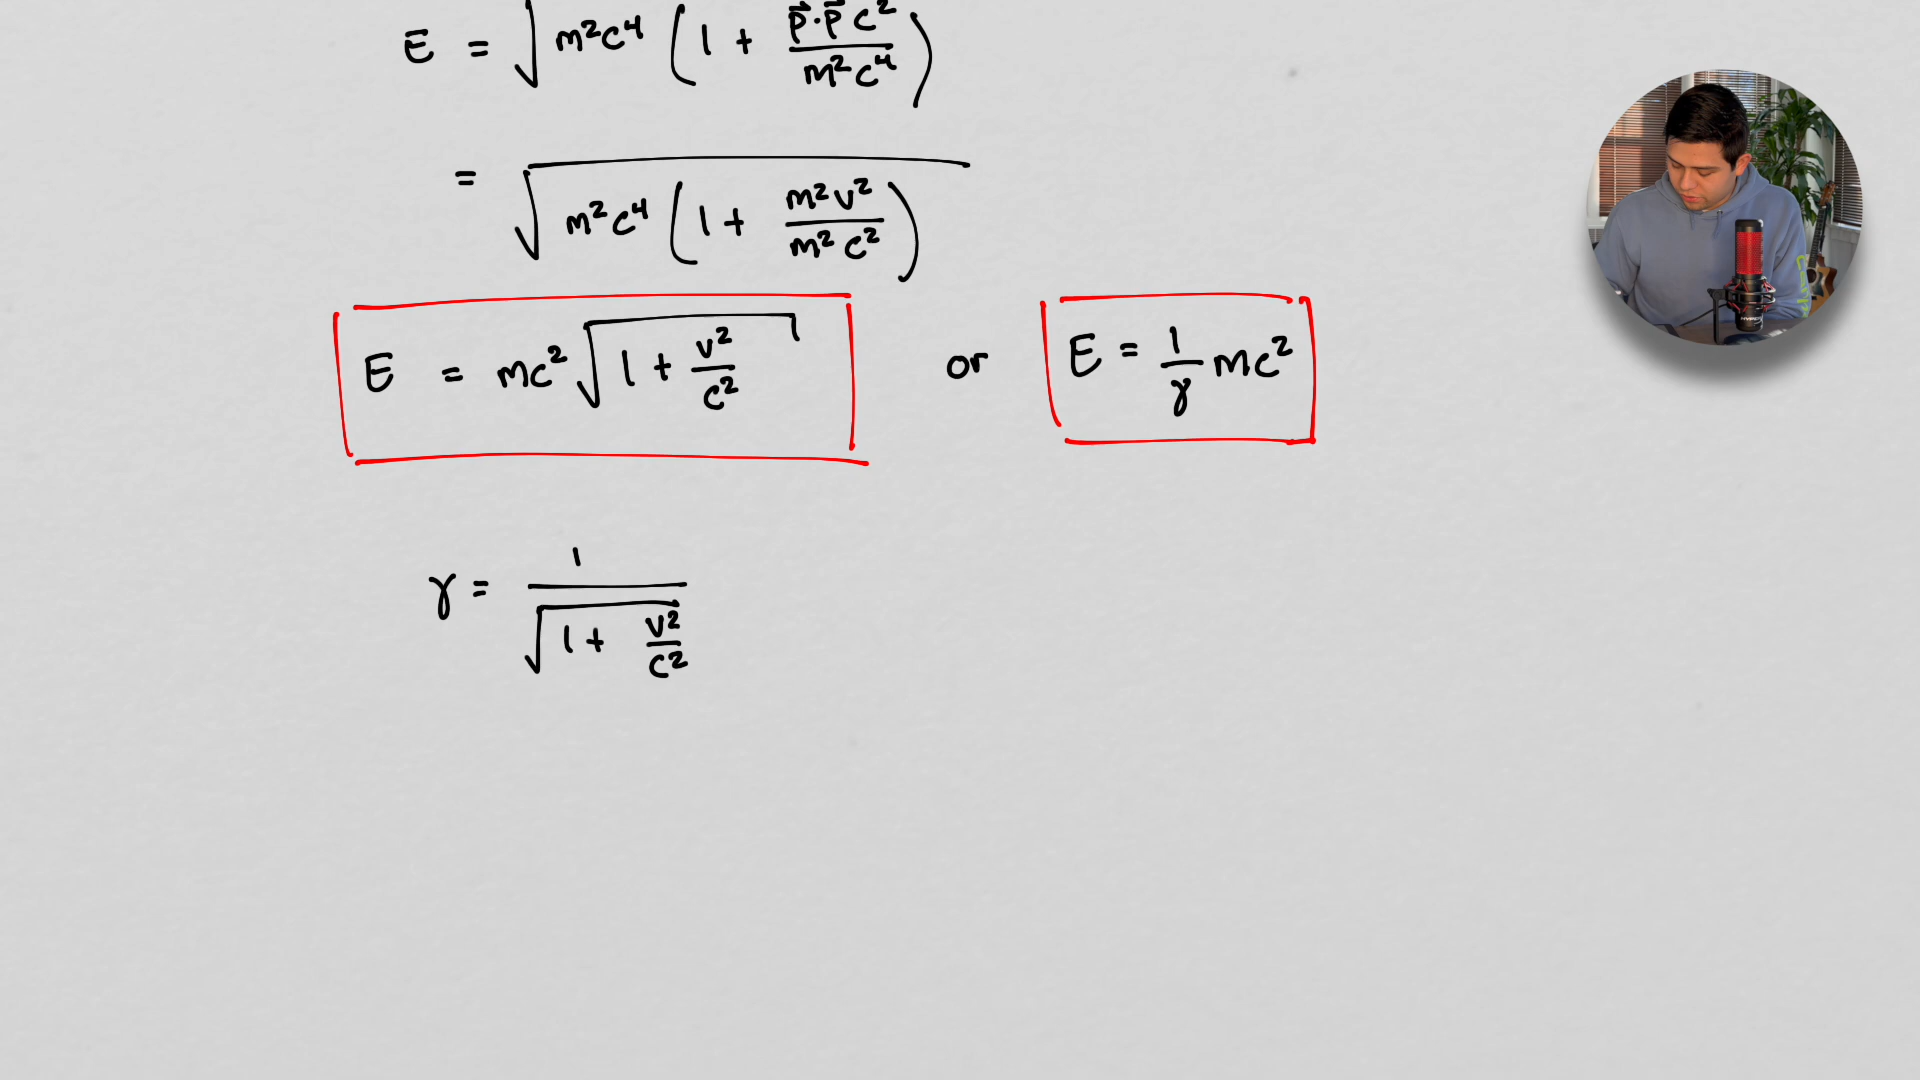 E = √m²c⁴ (1 + p⃗·p⃗ c² / m²c⁴)
= √m²c⁴ (1 + m²v² / m²c²)
E = mc² √1 + v²/c² or E = 1/γ mc²
γ = 1 / √1 + v²/c²